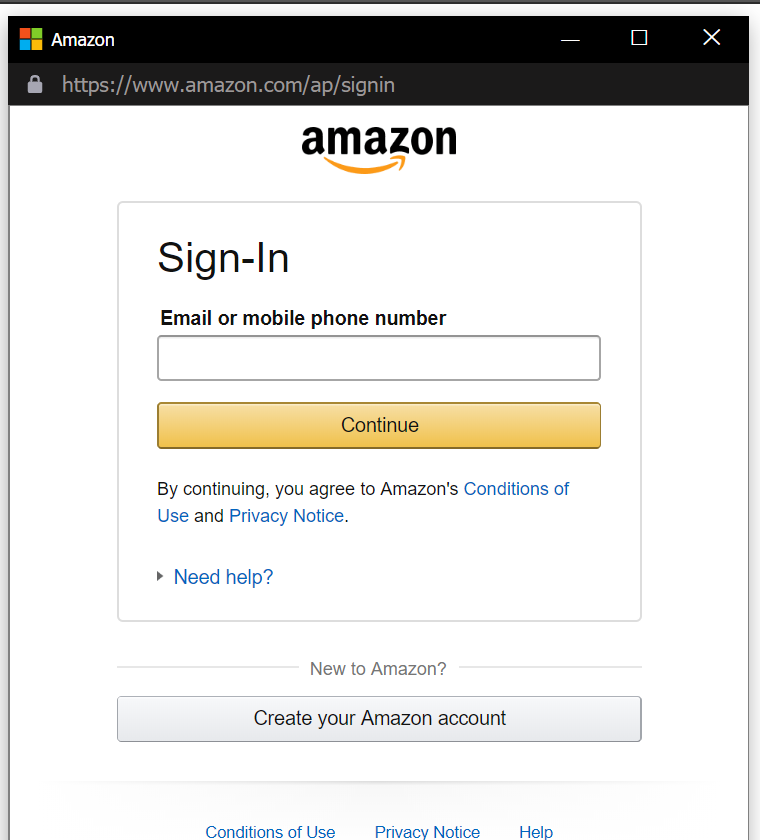 Amazon
https://www.amazon.com/ap/signin
amazon
Sign-In
Email or mobile phone number
Continue
By continuing, you agree to Amazon's Conditions of
Use and Privacy Notice.
Need help?
New to Amazon?
Create your Amazon account
Conditions of Use Privacy Notice Help